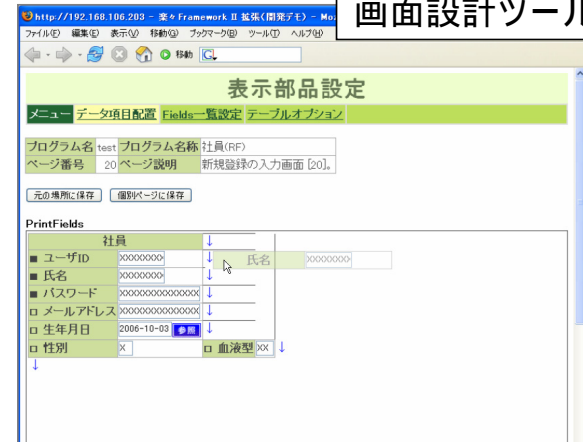 画面設計ツール
http://192.168.106.203 - 楽々Framework II 拡張(開発デモ) - Mo
ファイル(F) 編集(E) 表示(V) 移動(G) ブックマーク(B) ツール(T) ヘルプ(H)
移動 G
表示部品設定
メニュー データ項目配置 Fields一覧設定 テーブルオプション
プログラム名 test プログラム名称 社員(RF)
ページ番号 20 ページ説明 新規登録の入力画面 [20]。
元の場所に保存 個別ページに保存
PrintFields
社員 ↓
■ ユーザID XXXXXXXX ↓ 氏名 XXXXXXXX
■ 氏名 XXXXXXXX ↓
■ パスワード XXXXXXXXXXXXXX ↓
□ メールアドレス XXXXXXXXXXXXXX ↓
□ 生年月日 2006-10-03 参照 ↓
□ 性別 X □ 血液型 XX ↓
↓